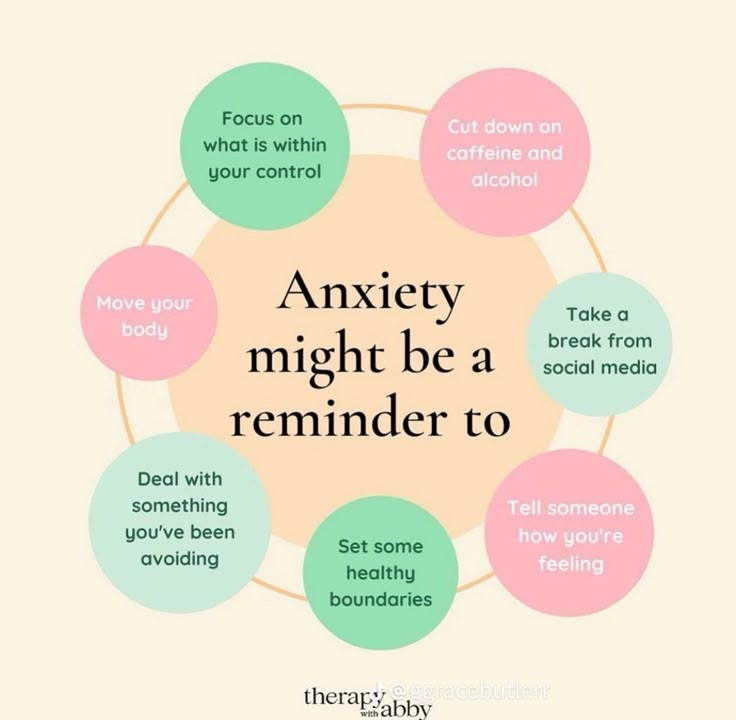 Focus on
what is within
your control
Cut down on
caffeine and
alcohol
Move your
body
Anxiety
might be a
reminder to
Take a
break from
social media
Deal with
something
you've been
avoiding
Set some
healthy
boundaries
Tell someone
how you're
feeling
therapy
with abby
@ggracebutlerr